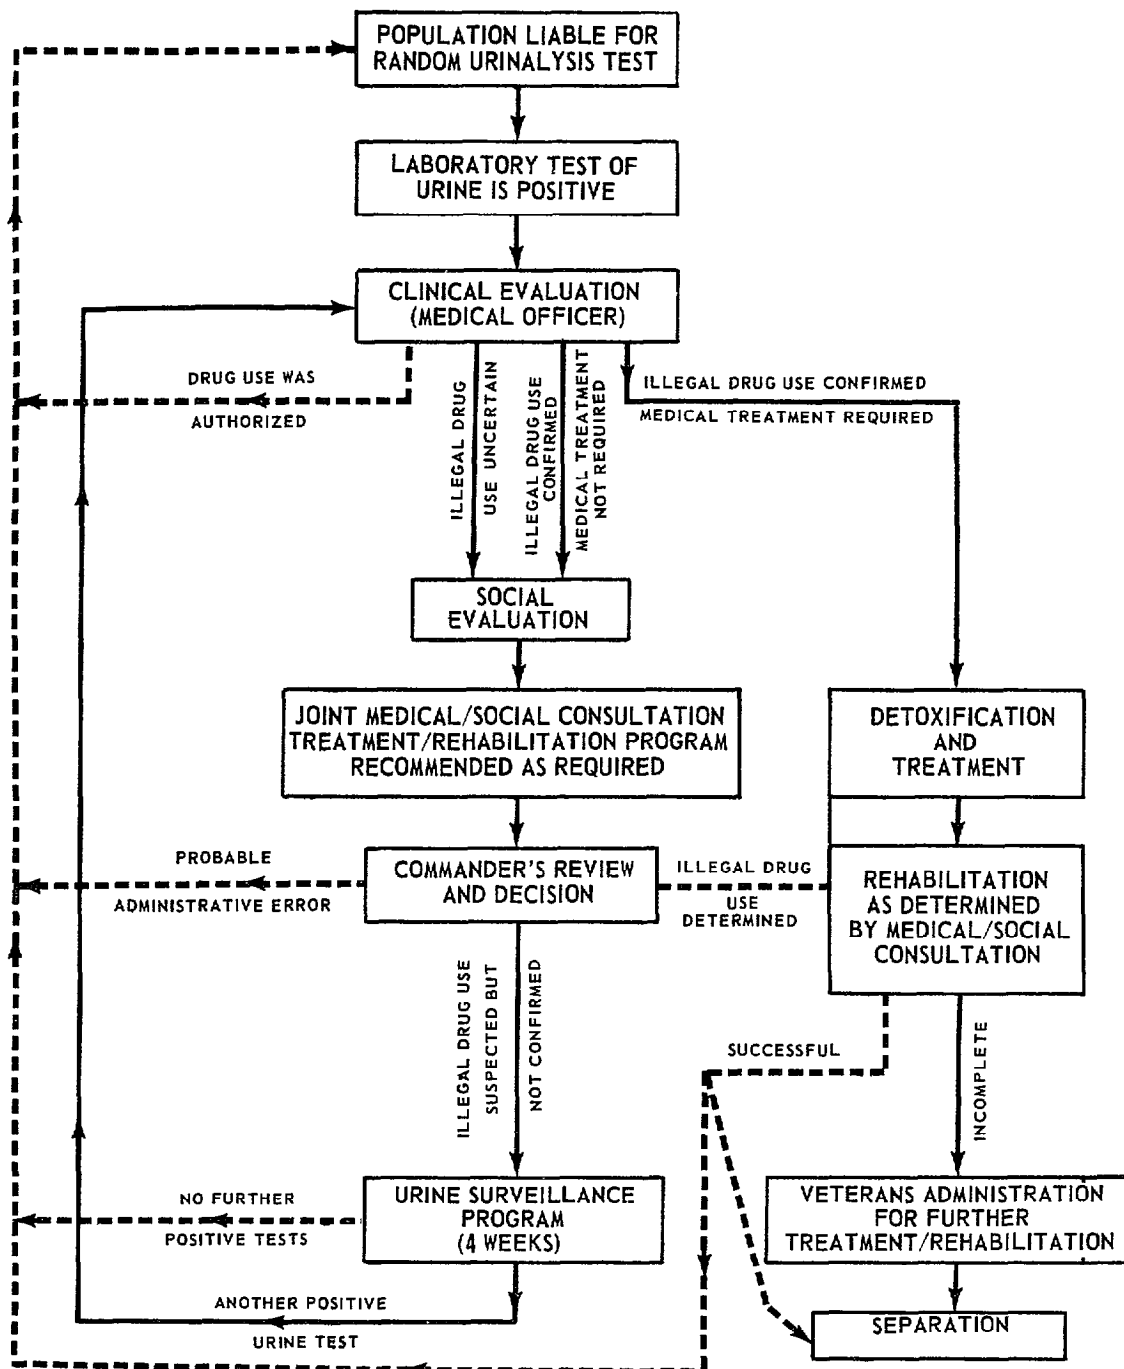 POPULATION LIABLE FOR
RANDOM URINALYSIS TEST
LABORATORY TEST OF
URINE IS POSITIVE
CLINICAL EVALUATION
(MEDICAL OFFICER)
DRUG USE WAS
AUTHORIZED
ILLEGAL DRUG
USE UNCERTAIN
ILLEGAL DRUG USE
CONFIRMED
MEDICAL TREATMENT
NOT REQUIRED
ILLEGAL DRUG USE CONFIRMED
MEDICAL TREATMENT REQUIRED
SOCIAL
EVALUATION
JOINT MEDICAL/SOCIAL CONSULTATION
TREATMENT/REHABILITATION PROGRAM
RECOMMENDED AS REQUIRED
DETOXIFICATION
AND
TREATMENT
PROBABLE
ADMINISTRATIVE ERROR
COMMANDER'S REVIEW
AND DECISION
ILLEGAL DRUG
USE
DETERMINED
REHABILITATION
AS DETERMINED
BY MEDICAL/SOCIAL
CONSULTATION
ILLEGAL DRUG USE
SUSPECTED BUT
NOT CONFIRMED
SUCCESSFUL
INCOMPLETE
NO FURTHER
POSITIVE TESTS
URINE SURVEILLANCE
PROGRAM
(4 WEEKS)
VETERANS ADMINISTRATION
FOR FURTHER
TREATMENT/REHABILITATION
ANOTHER POSITIVE
URINE TEST
SEPARATION